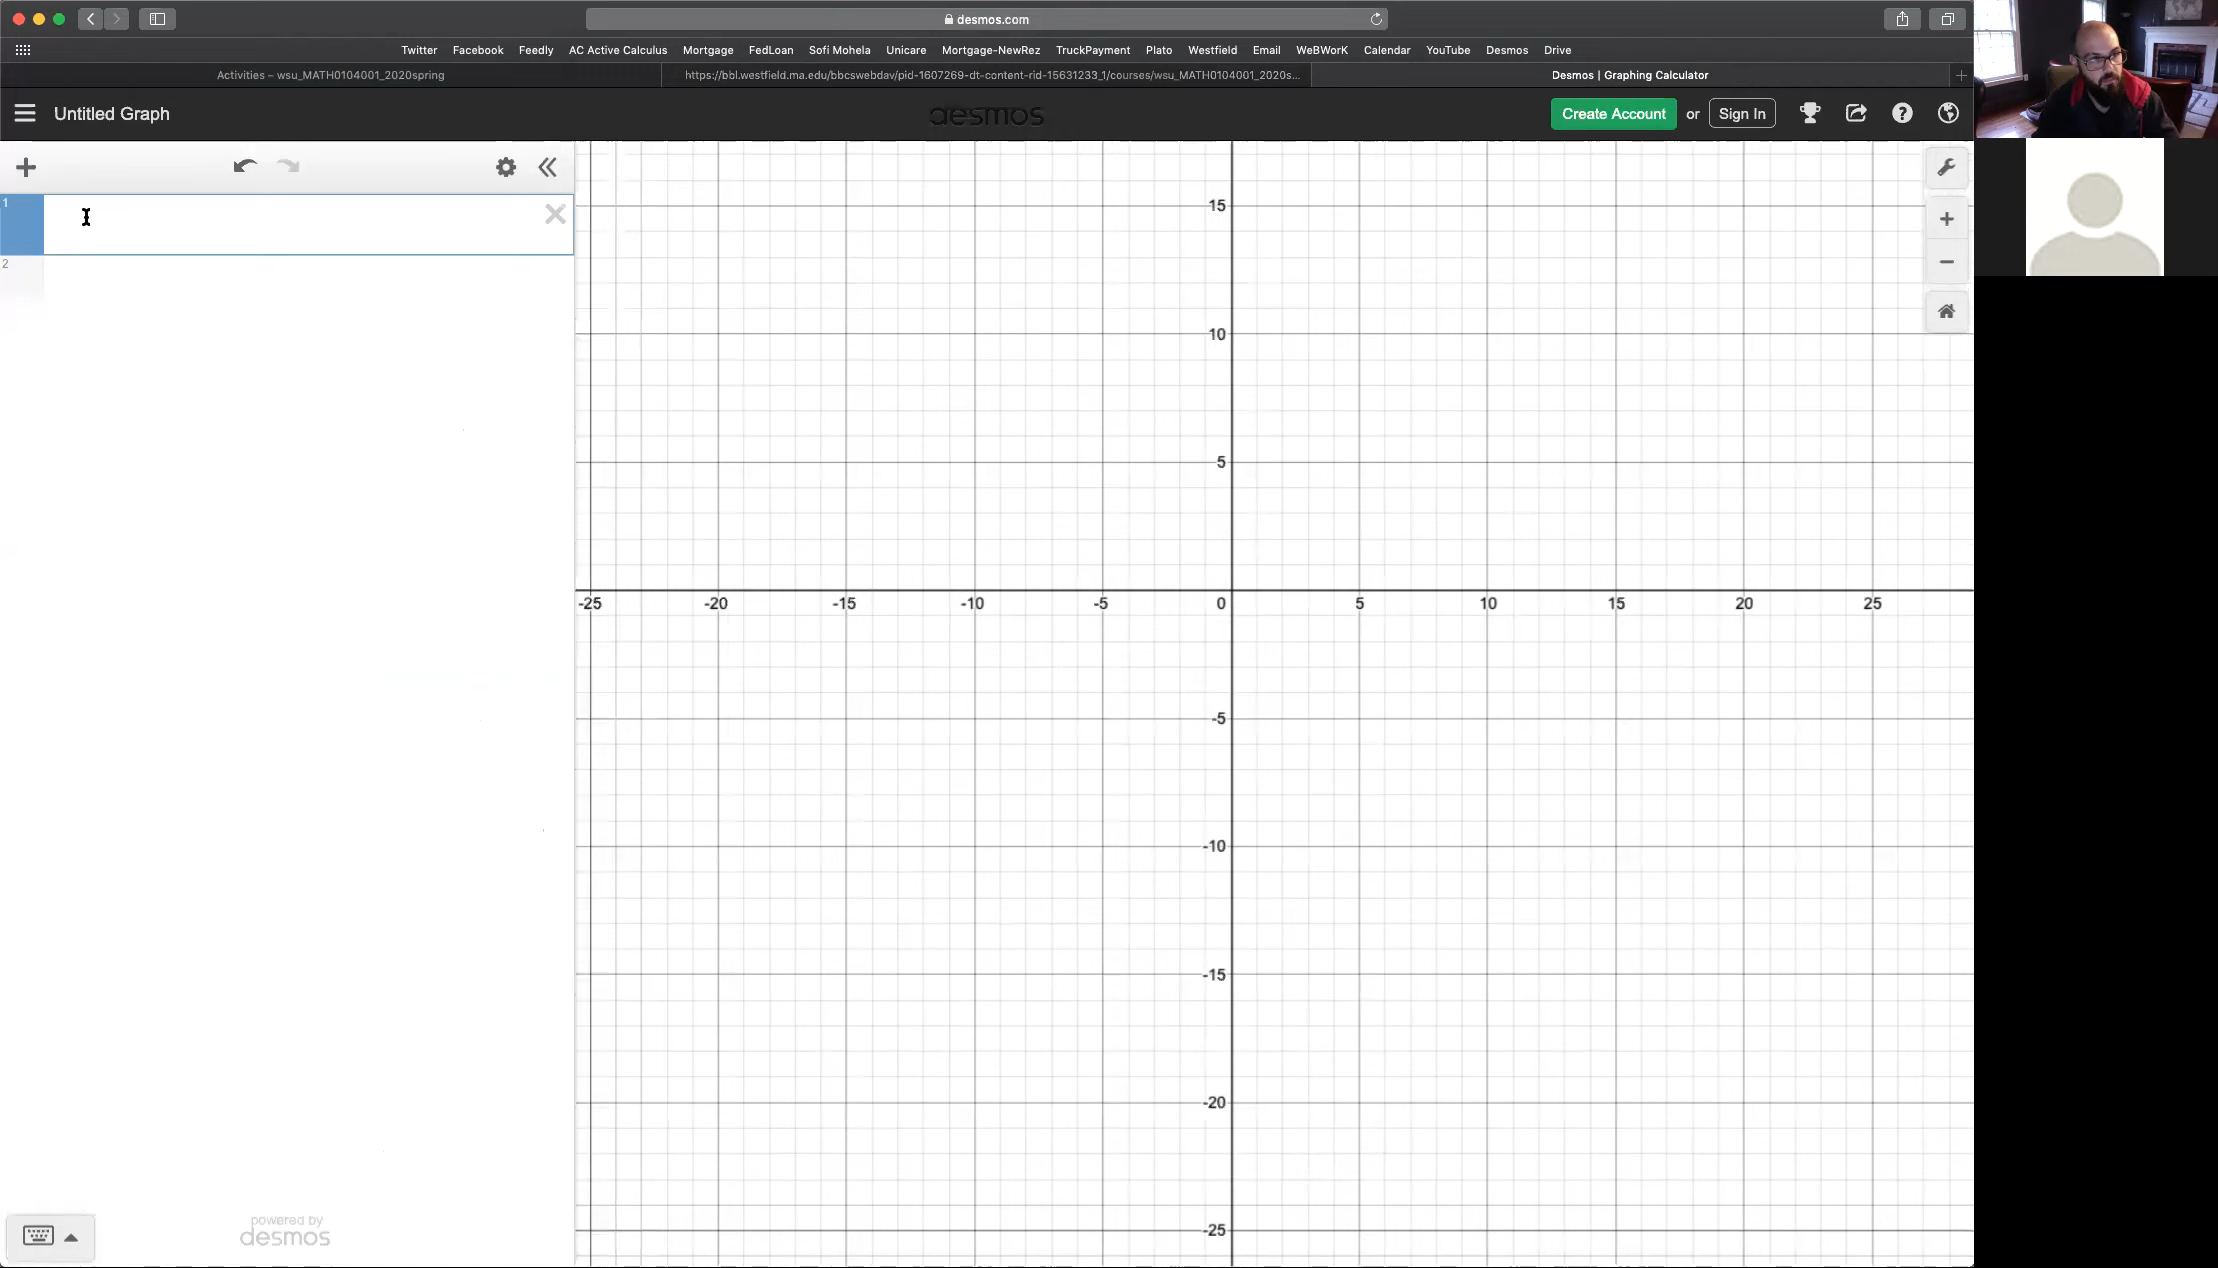 desmos.com
Twitter Facebook Feedly AC Active Calculus Mortgage FedLoan Sofi Mohela Unicare Mortgage-NewRez TruckPayment Plato Westfield Email WeBWorK Calendar YouTube Desmos Drive
Activities – wsu_MATH0104001_2020spring https://bbl.westfield.ma.edu/bbcswebdav/pid-1607269-dt-content-rid-15631233_1/courses/wsu_MATH0104001_2020s... Desmos | Graphing Calculator
Untitled Graph desmos Create Account or Sign In
1
2
15
10
5
-25 -20 -15 -10 -5 0 5 10 15 20 25
-5
-10
-15
-20
-25
powered by
desmos